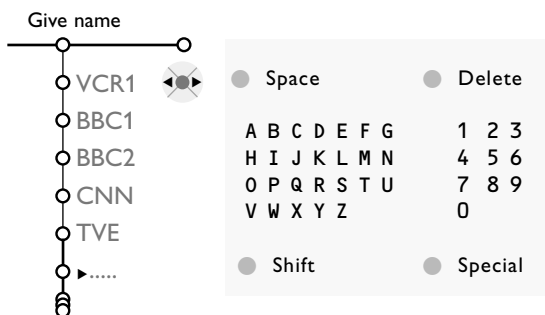 Give name
VCR1
BBC1
BBC2
CNN
TVE
.....
Space Delete
A B C D E F G 1 2 3
H I J K L M N 4 5 6
O P Q R S T U 7 8 9
V W X Y Z 0
Shift Special